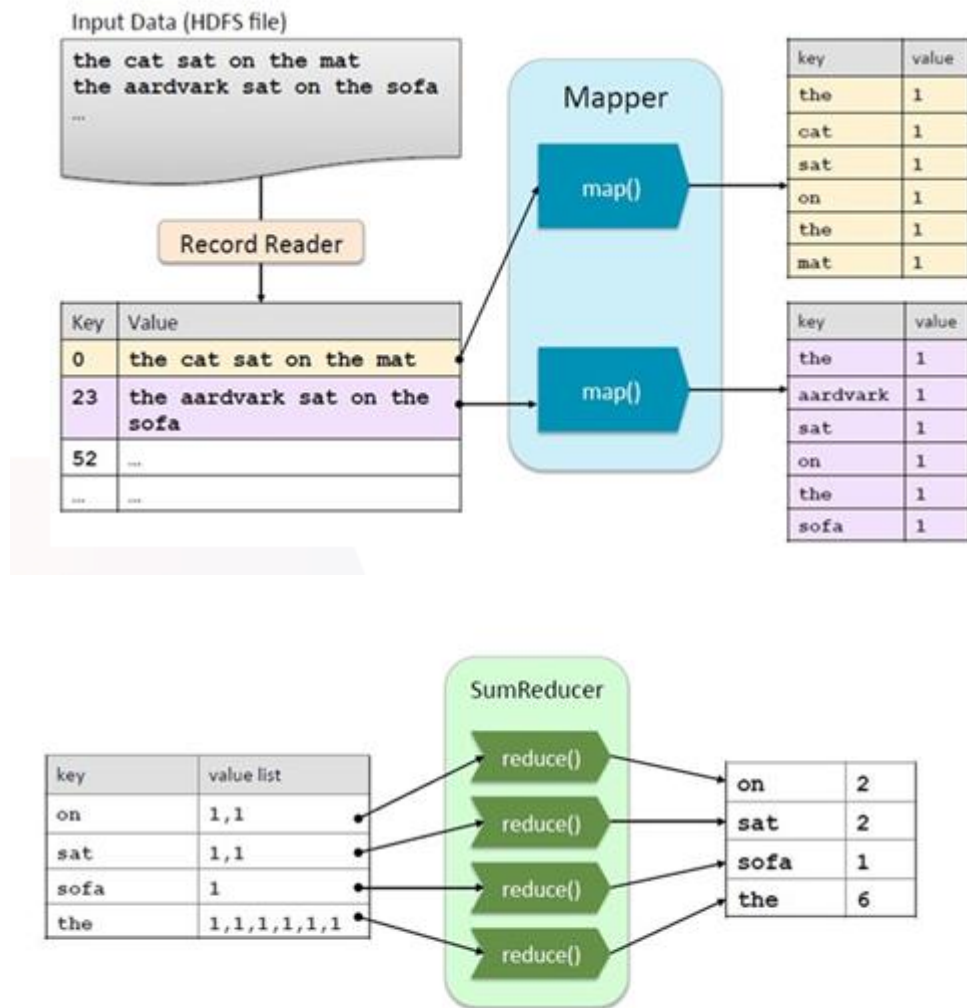 Input Data (HDFS file)
the cat sat on the mat
the aardvark sat on the sofa
...
Record Reader
Key Value
0 the cat sat on the mat
23 the aardvark sat on the
sofa
52 ...
... ...
Mapper
map()
map()
key value
the 1
cat 1
sat 1
on 1
the 1
mat 1
key value
the 1
aardvark 1
sat 1
on 1
the 1
sofa 1
key value list
on 1,1
sat 1,1
sofa 1
the 1,1,1,1,1,1
SumReducer
reduce()
reduce()
reduce()
reduce()
on 2
sat 2
sofa 1
the 6